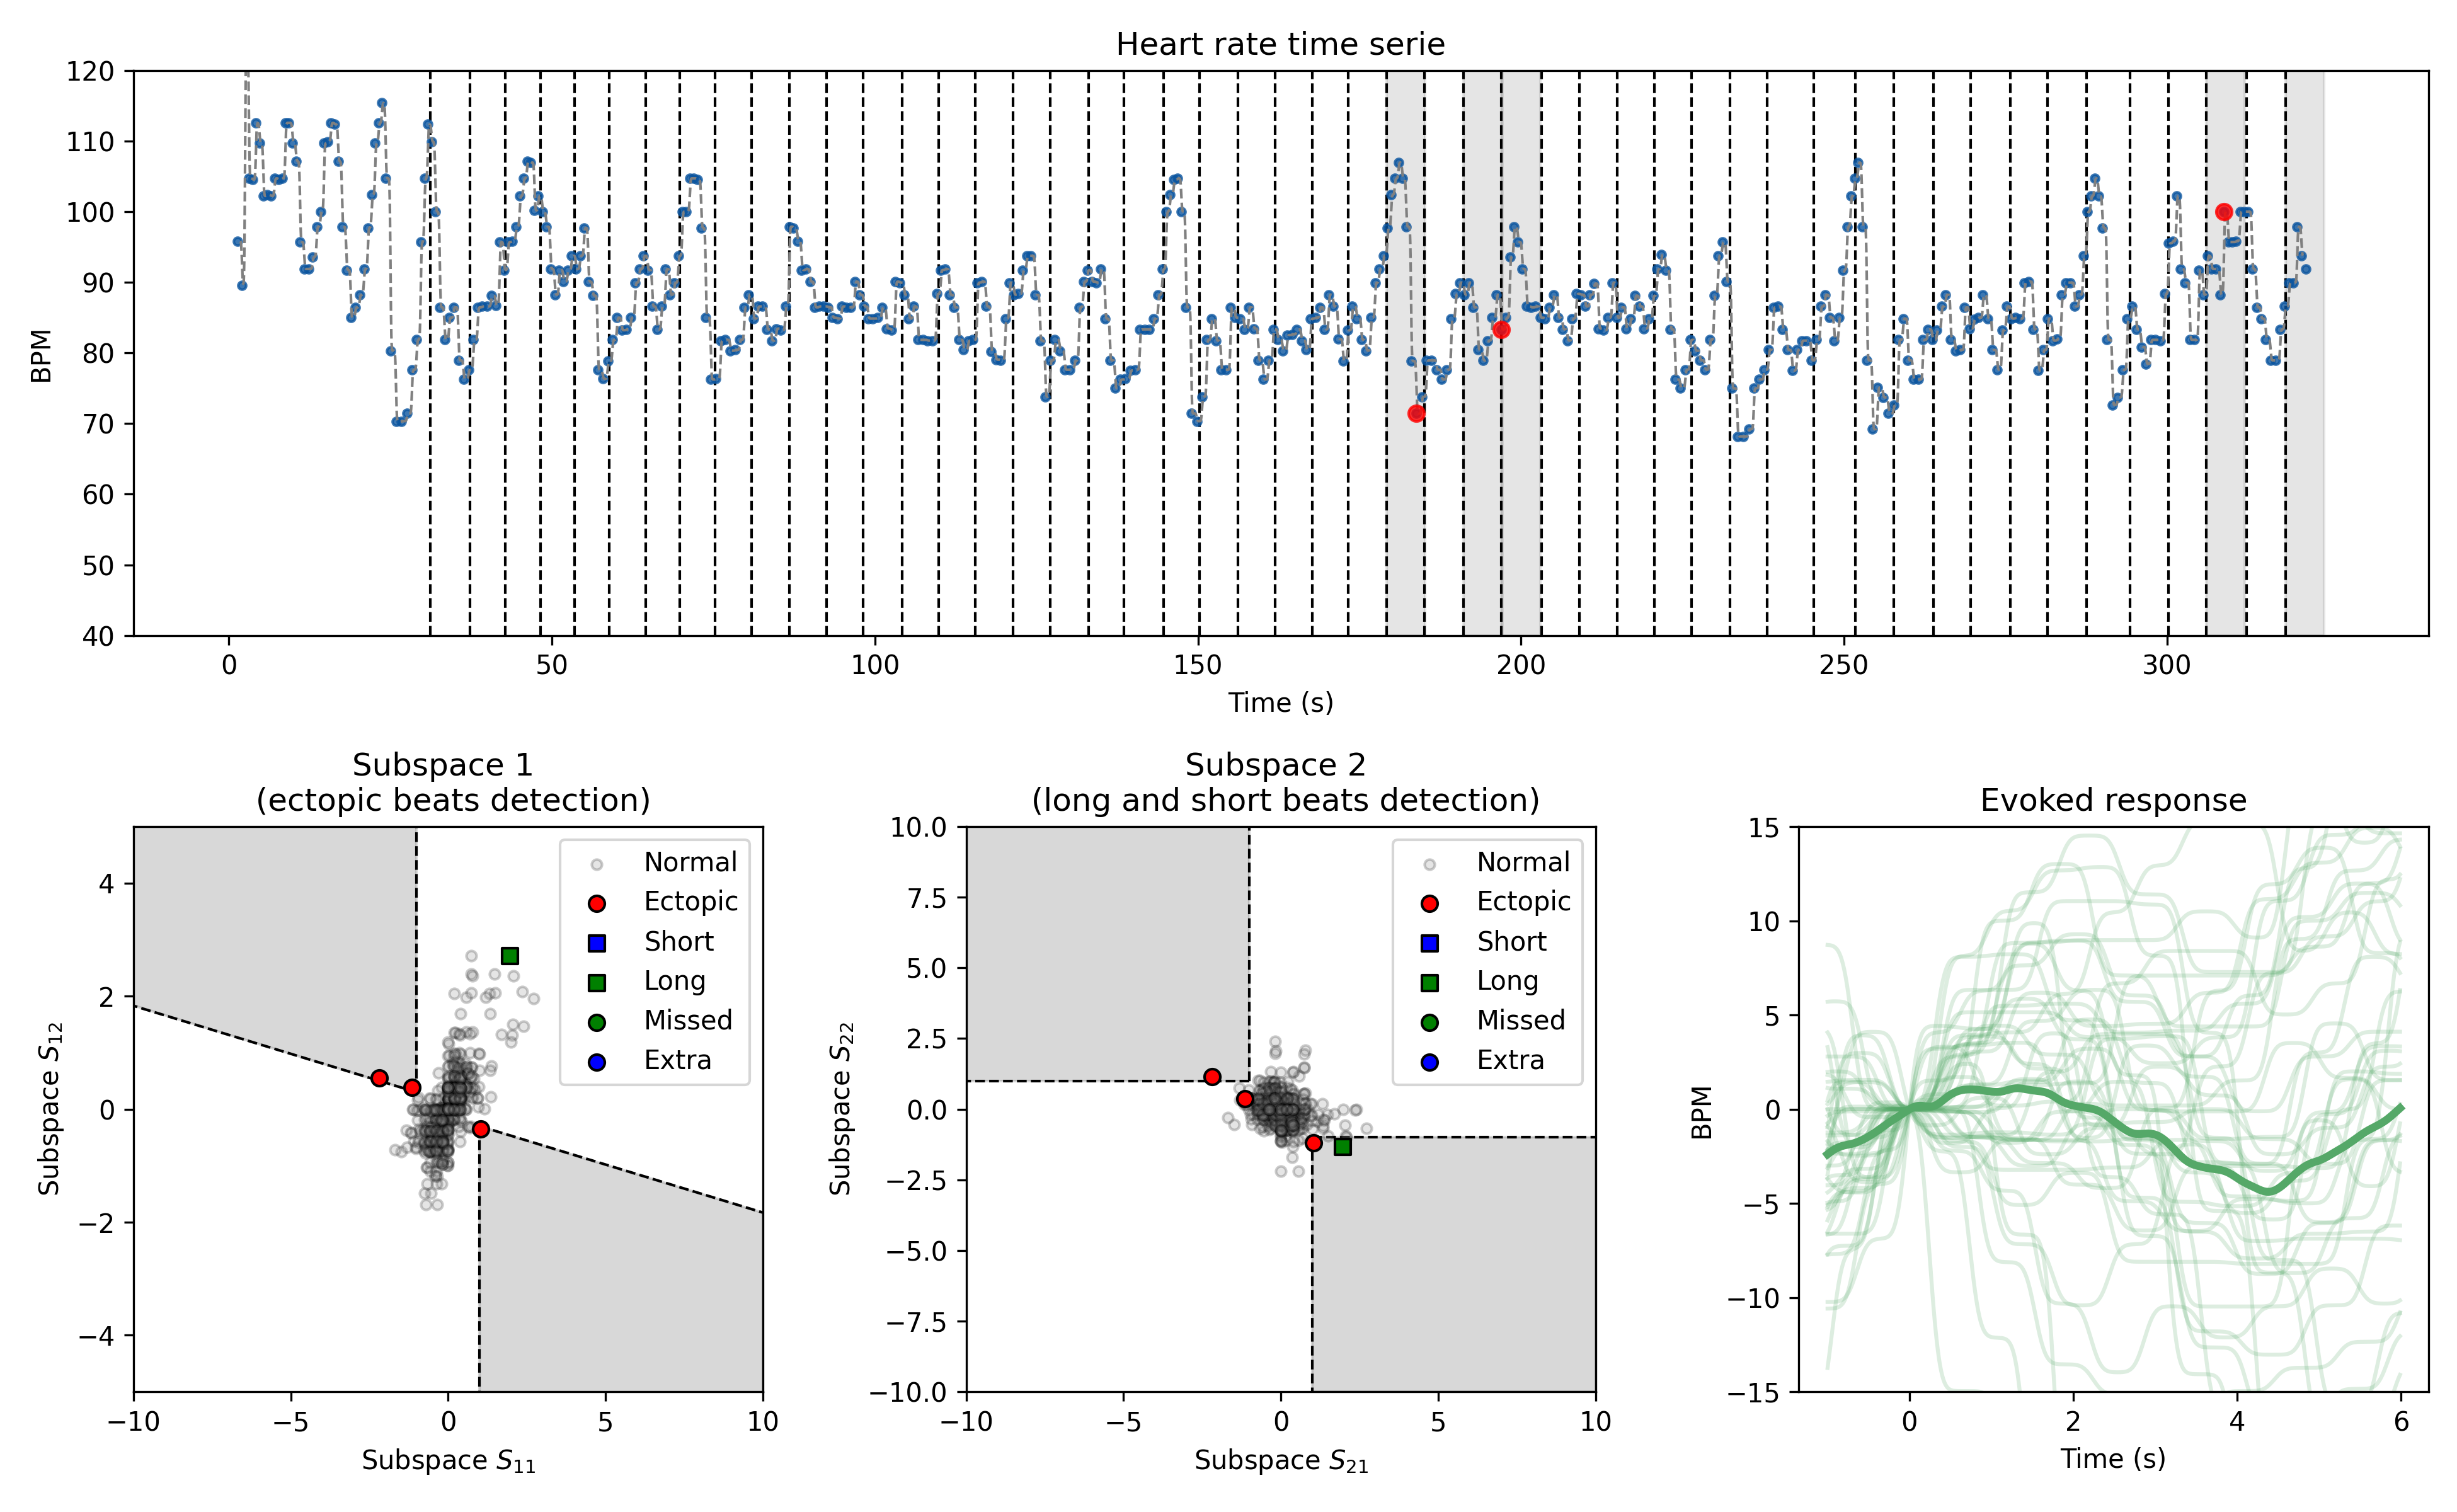 Heart rate time serie
120
110
100
90
80
70
60
50
40
BPM
0 50 100 150 200 250 300
Time (s)
Subspace 1
(ectopic beats detection)
4
2
0
−2
−4
Subspace S12
Normal
Ectopic
Short
Long
Missed
Extra
−10 −5 0 5 10
Subspace S11
Subspace 2
(long and short beats detection)
10.0
7.5
5.0
2.5
0.0
−2.5
−5.0
−7.5
−10.0
Subspace S22
Normal
Ectopic
Short
Long
Missed
Extra
−10 −5 0 5 10
Subspace S21
Evoked response
15
10
5
0
−5
−10
−15
BPM
0 2 4 6
Time (s)